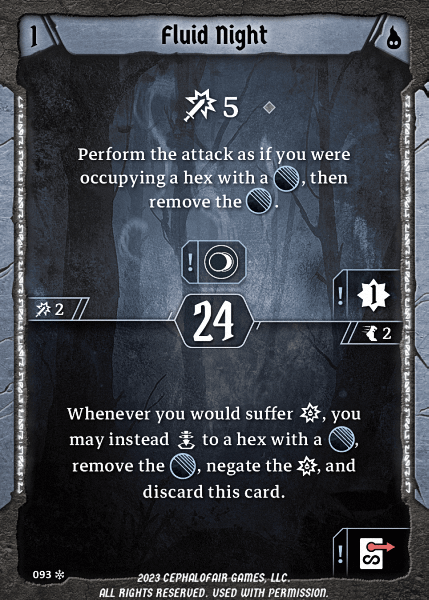 1
Fluid Night
5
Perform the attack as if you were
occupying a hex with a , then
remove the .
!
! 1
2
24
2
Whenever you would suffer , you
may instead to a hex with a ,
remove the , negate the , and
discard this card.
!
093
2023 CEPHALOFAIR GAMES, LLC.
ALL RIGHTS RESERVED. USED WITH PERMISSION.